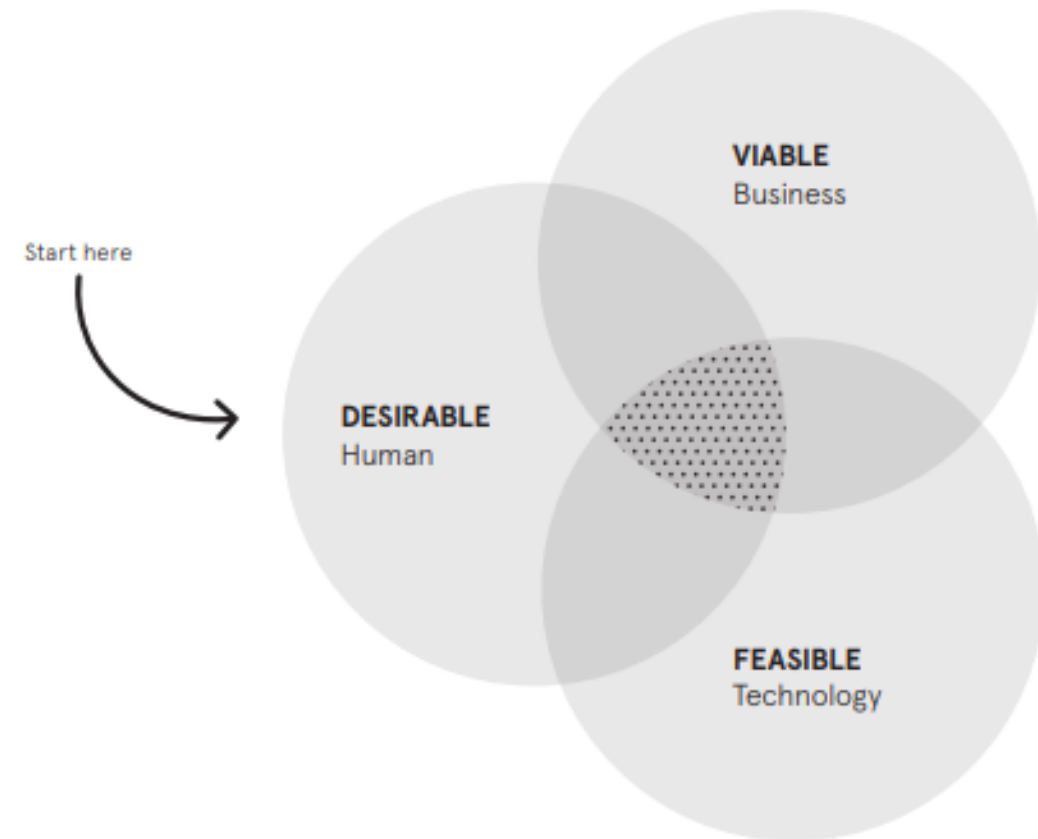 VIABLE
Business
Start here
DESIRABLE
Human
FEASIBLE
Technology